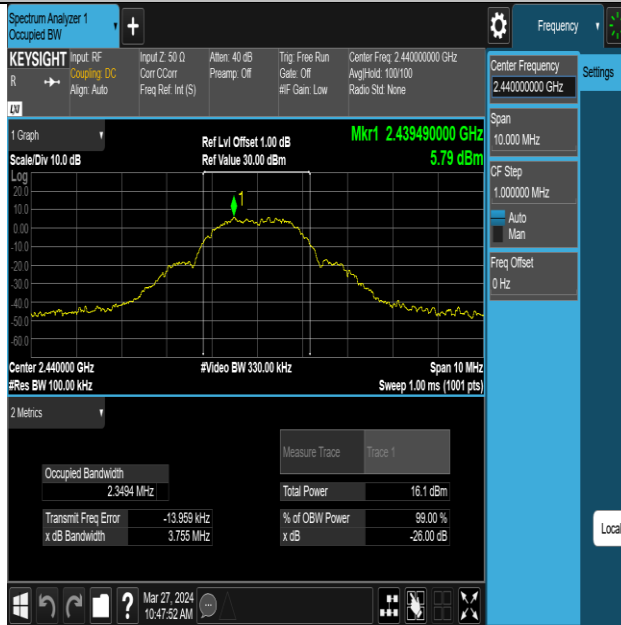 Spectrum Analyzer 1
Occupied BW
Frequency
KEYSIGHT
R
LXI
Input: RF
Coupling: DC
Align: Auto
Input Z: 50 Ω
Corr CCorr
Freq Ref: Int (S)
Atten: 40 dB
Preamp: Off
Trig: Free Run
Gate: Off
#IF Gain: Low
Center Freq: 2.440000000 GHz
Avg|Hold: 100/100
Radio Std: None
Center Frequency
2.440000000 GHz
Settings
Span
10.000 MHz
CF Step
1.000000 MHz
Auto
Man
Freq Offset
0 Hz
1 Graph
Scale/Div 10.0 dB
Ref Lvl Offset 1.00 dB
Ref Value 30.00 dBm
Mkr1 2.439490000 GHz
5.79 dBm
Log
20.0
10.0
0.00
-10.0
-20.0
-30.0
-40.0
-50.0
-60.0
1
Center 2.44000 GHz
#Res BW 100.00 kHz
#Video BW 330.00 kHz
Span 10 MHz
Sweep 1.00 ms (1001 pts)
2 Metrics
Measure Trace Trace 1
Occupied Bandwidth
2.3494 MHz
Total Power 16.1 dBm
Transmit Freq Error -13.959 kHz
% of OBW Power 99.00 %
x dB Bandwidth 3.755 MHz
x dB -26.00 dB
Local
Mar 27, 2024
10:47:52 AM